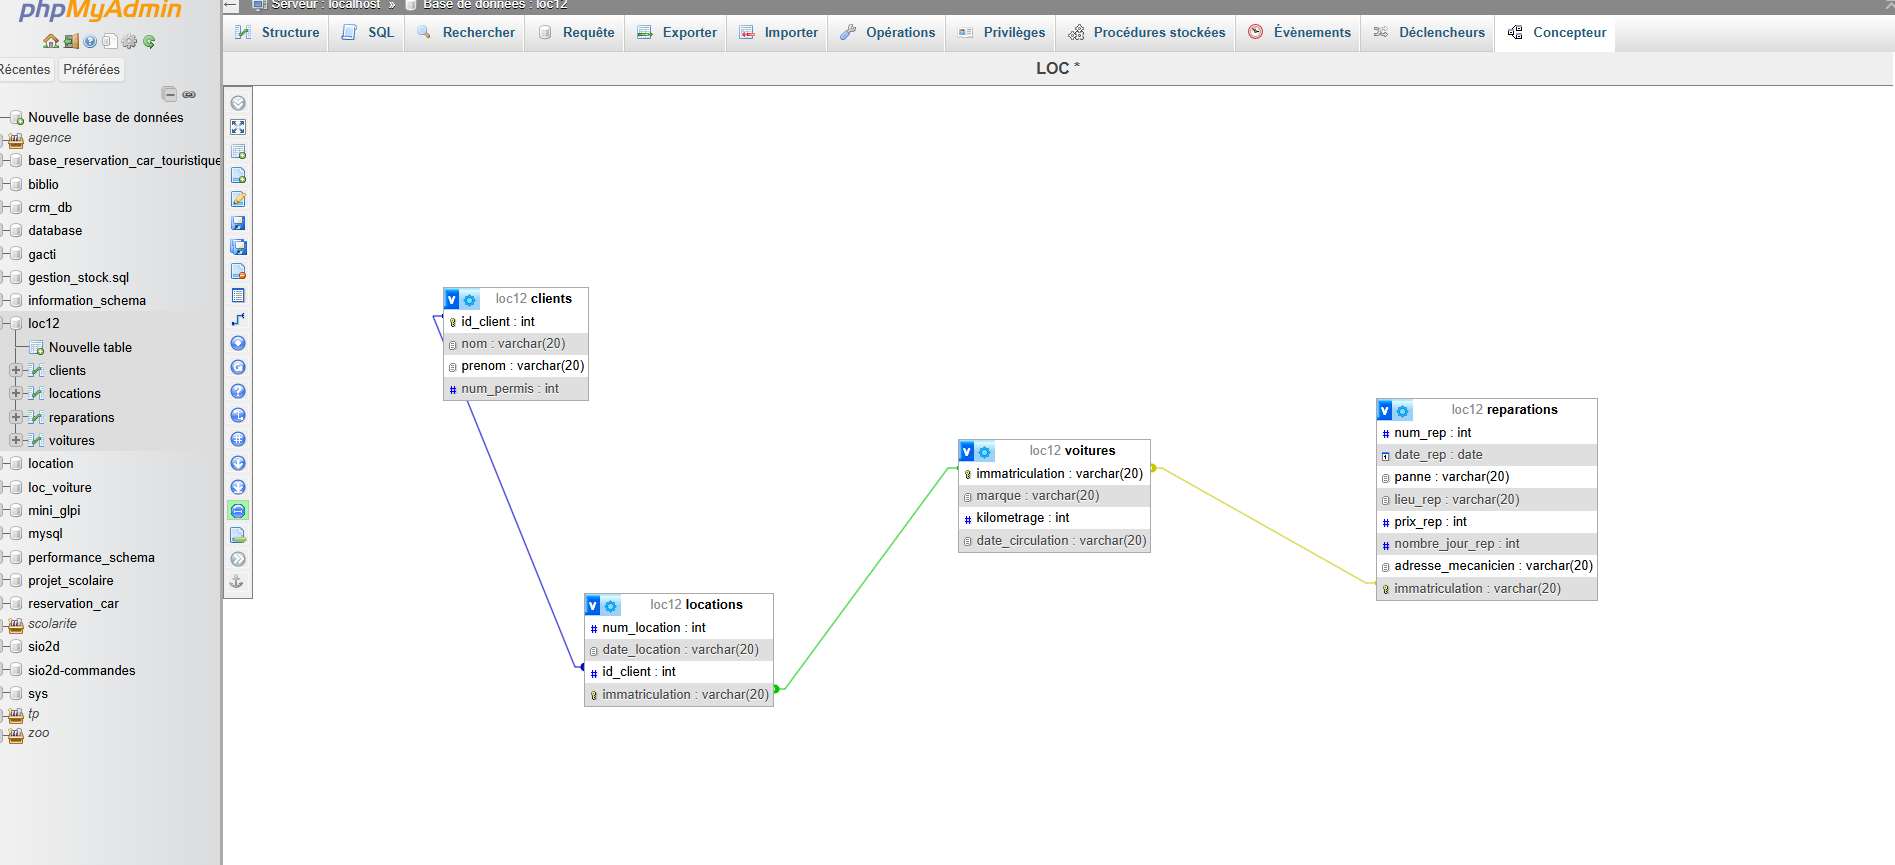 phpMyAdmin
Récentes Préférées
Nouvelle base de données
agence
base_reservation_car_touristique
biblio
crm_db
database
gacti
gestion_stock.sql
information_schema
loc12
Nouvelle table
clients
locations
reparations
voitures
location
loc_voiture
mini_glpi
mysql
performance_schema
projet_scolaire
reservation_car
scolarite
sio2d
sio2d-commandes
sys
tp
zoo
Serveur : localhost » Base de données : loc12
Structure SQL Rechercher Requête Exporter Importer Opérations Privilèges Procédures stockées Évènements Déclencheurs Concepteur
LOC *
v loc12 clients
id_client : int
nom : varchar(20)
prenom : varchar(20)
# num_permis : int
v loc12 locations
# num_location : int
date_location : varchar(20)
# id_client : int
immatriculation : varchar(20)
v loc12 voitures
immatriculation : varchar(20)
marque : varchar(20)
# kilometrage : int
date_circulation : varchar(20)
v loc12 reparations
# num_rep : int
date_rep : date
panne : varchar(20)
lieu_rep : varchar(20)
# prix_rep : int
# nombre_jour_rep : int
adresse_mecanicien : varchar(20)
immatriculation : varchar(20)